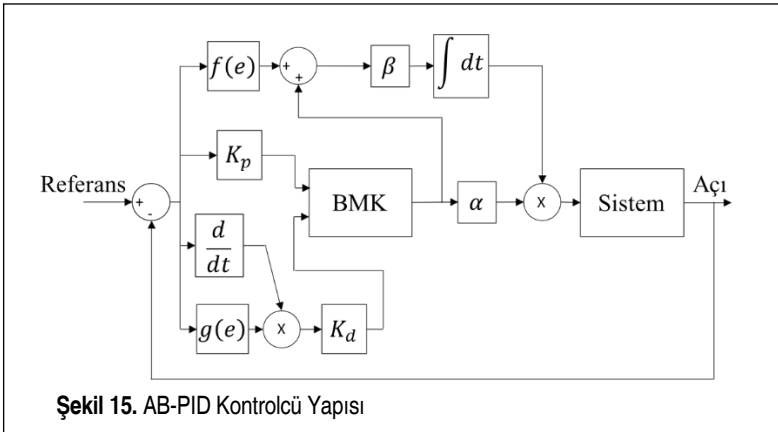 f(e)
+
+
β
∫ dt
K_p
Referans
+
-
BMK
α
x
Sistem
Açı
d
dt
g(e)
x
K_d
Şekil 15. AB-PID Kontrolcü Yapısı